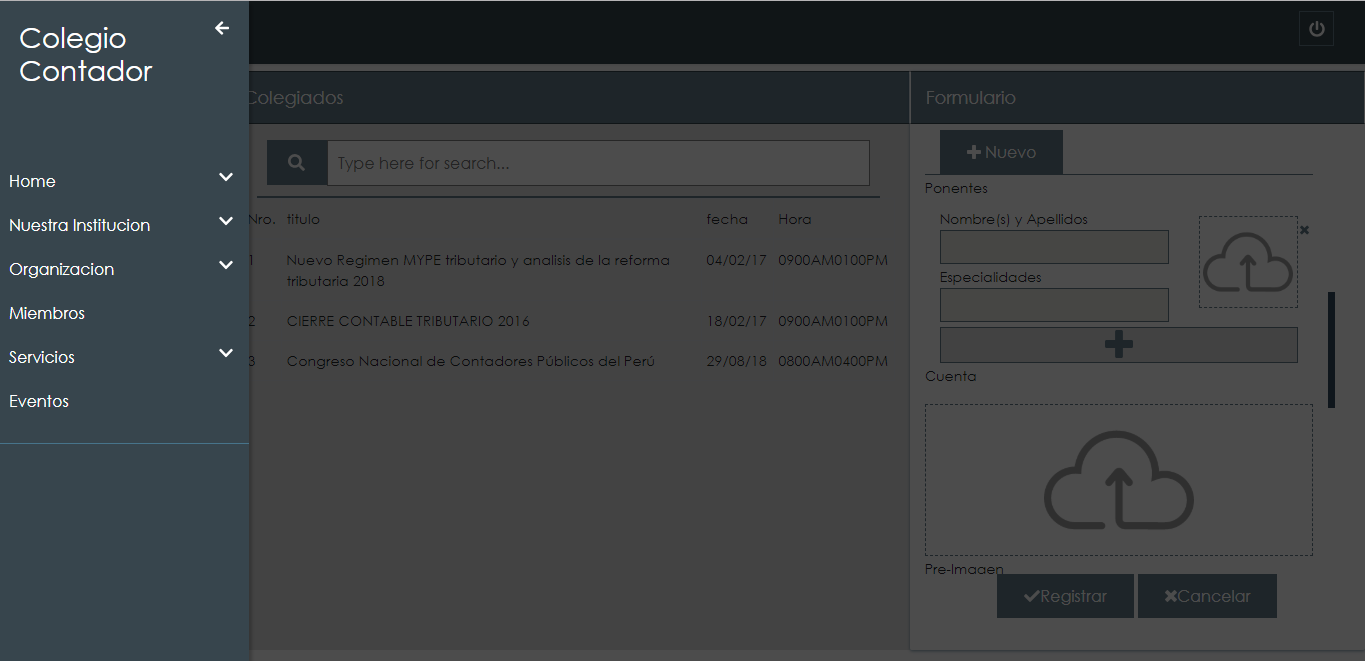 Colegio
Contador
Home
Nuestra Institucion
Organizacion
Miembros
Servicios
Eventos
Colegiados
Type here for search...
Nro. titulo fecha Hora
1 Nuevo Regimen MYPE tributario y analisis de la reforma 04/02/17 0900AM0100PM
tributaria 2018
2 CIERRE CONTABLE TRIBUTARIO 2016 18/02/17 0900AM0100PM
3 Congreso Nacional de Contadores Públicos del Perú 29/08/18 0800AM0400PM
Formulario
Nuevo
Ponentes
Nombre(s) y Apellidos
Especialidades
Cuenta
Pre-Imagen
Registrar Cancelar